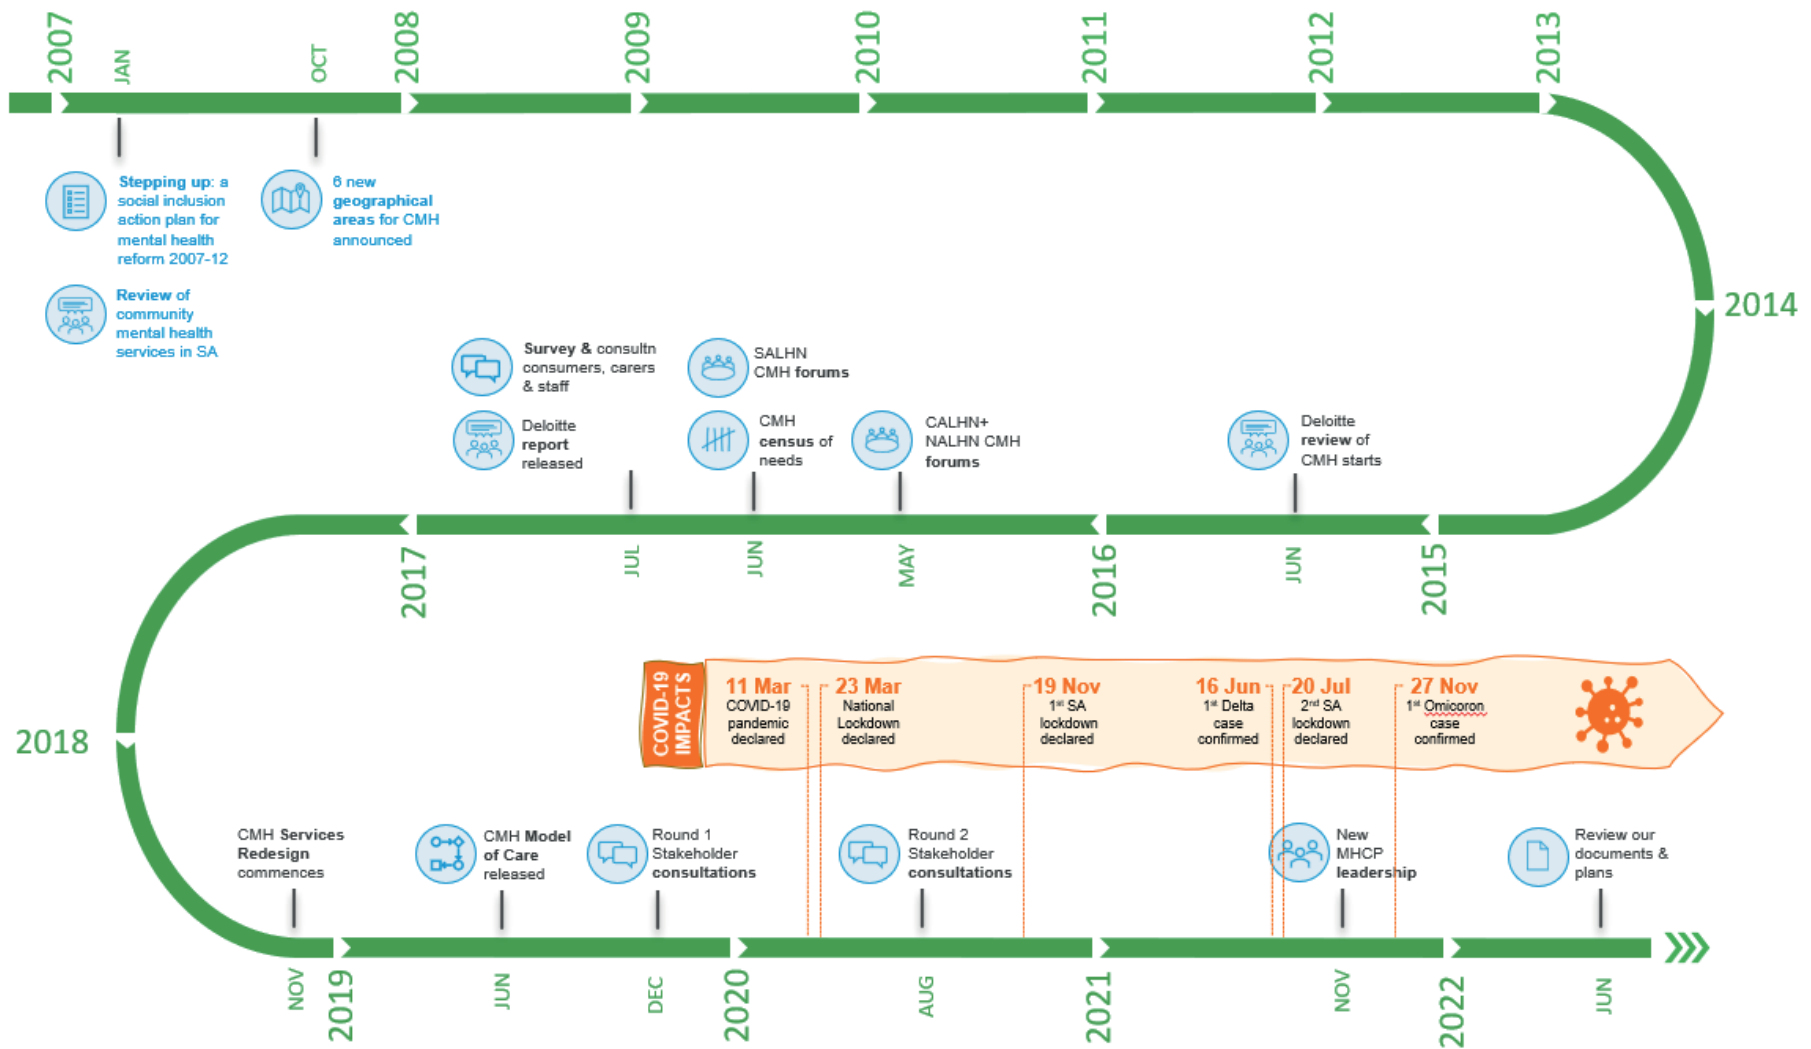 2007
JAN
OCT
2008
2009
2010
2011
2012
2013
Stepping up: a
social inclusion
action plan for
mental health
reform 2007-12
6 new
geographical
areas for CMH
announced
Review of
community
mental health
services in SA
2014
Survey & consultn
consumers, carers
& staff
SALHN
CMH forums
Deloitte
report
released
CMH
census of
needs
CALHN+
NALHN CMH
forums
Deloitte
review of
CMH starts
2017
JUL
JUN
MAY
2016
JUN
2015
COVID-19
IMPACTS
11 Mar
COVID-19
pandemic
declared
23 Mar
National
Lockdown
declared
19 Nov
1st SA
lockdown
declared
16 Jun
1st Delta
case
confirmed
20 Jul
2nd SA
lockdown
declared
27 Nov
1st Omicoron
case
confirmed
2018
CMH Services
Redesign
commences
CMH Model
of Care
released
Round 1
Stakeholder
consultations
Round 2
Stakeholder
consultations
New
MHCP
leadership
Review our
documents &
plans
NOV
2019
JUN
DEC
2020
AUG
2021
NOV
2022
JUN